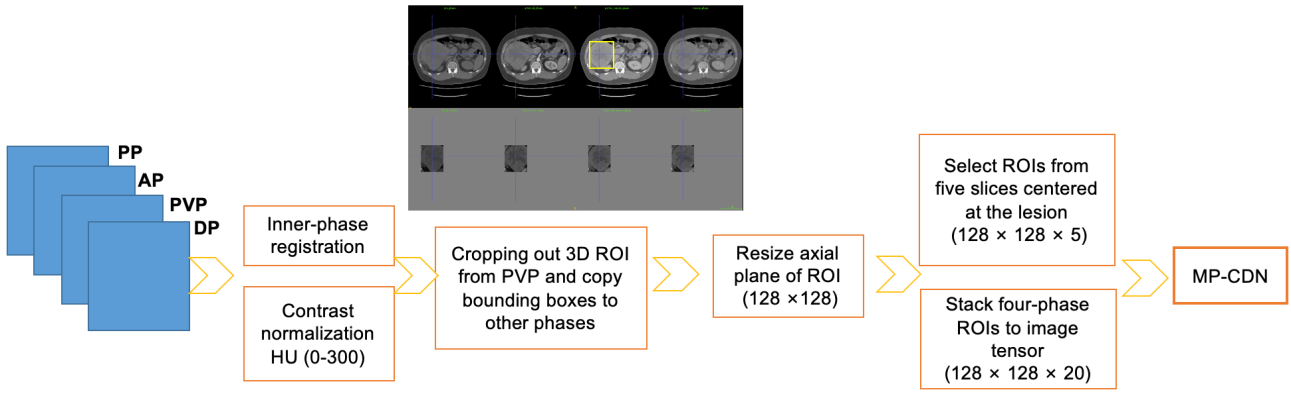 PP
AP
PVP
DP
Inner-phase
registration
Contrast
normalization
HU (0-300)
Cropping out 3D ROI
from PVP and copy
bounding boxes to
other phases
Resize axial
plane of ROI
(128 ×128)
Select ROIs from
five slices centered
at the lesion
(128 × 128 × 5)
Stack four-phase
ROIs to image
tensor
(128 × 128 × 20)
MP-CDN